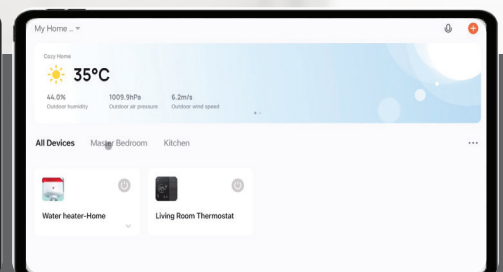 My Home ..
Cozy Home
35°C
44.0% 1009.9hPa 6.2m/s
Outdoor humidity Outdoor air pressure Outdoor wind speed
All Devices Master Bedroom Kitchen
Water heater-Home Living Room Thermostat